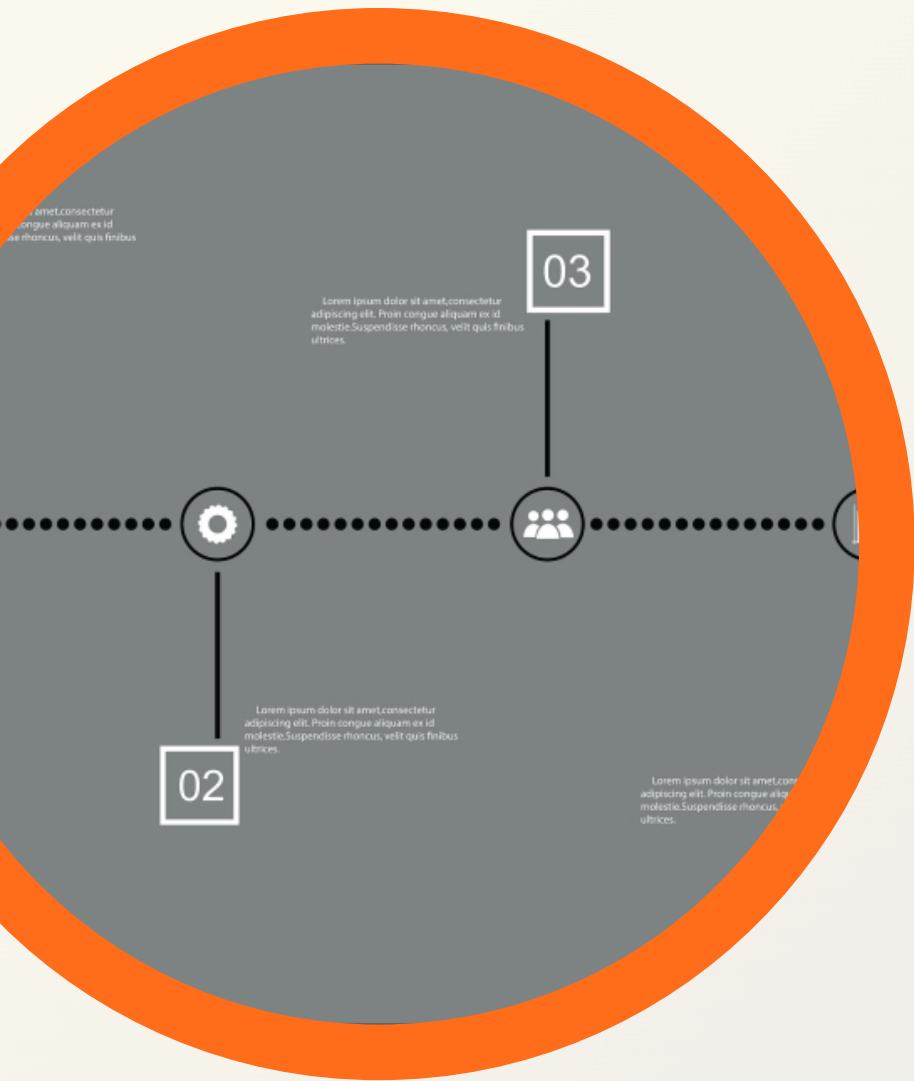 amet,consectetur
congue aliquam ex id
rhoncus, velit quis finibus
03
Lorem ipsum dolor sit amet,consectetur
adipiscing elit. Proin congue aliquam ex id
molestie.Suspendisse rhoncus, velit quis finibus
ultrices.
Lorem ipsum dolor sit amet,consectetur
adipiscing elit. Proin congue aliquam ex id
molestie.Suspendisse rhoncus, velit quis finibus
ultrices.
02
Lorem ipsum dolor sit
adipiscing elit. Proin congue
molestie.Suspendisse rhoncus,
ultrices.